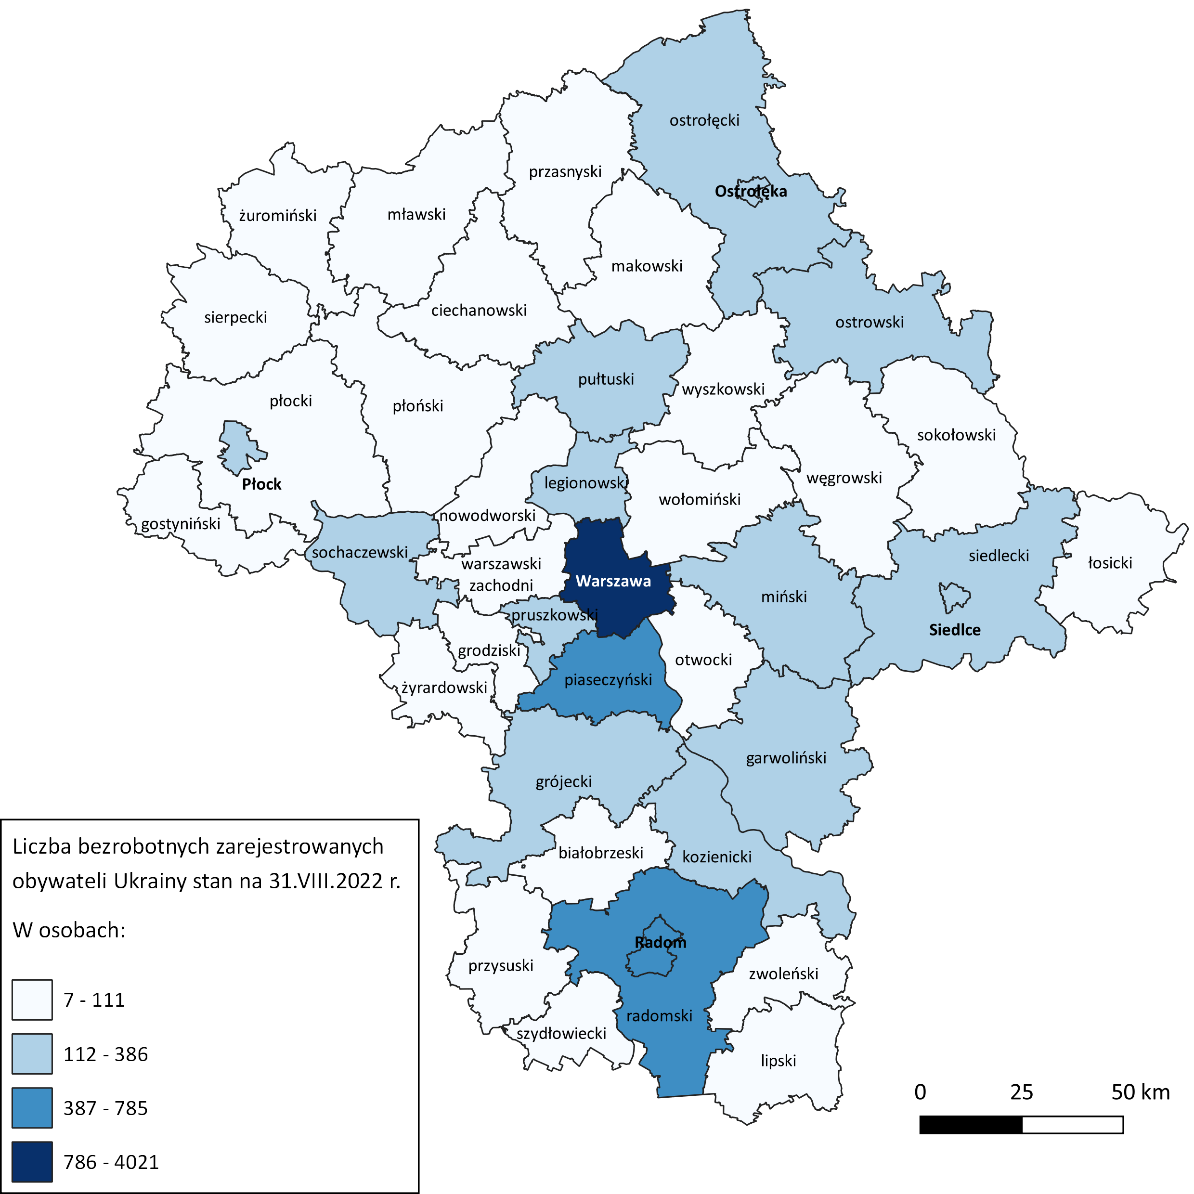 ostrołęcki
Ostrołęka
przasnyski
żuromiński
mławski
makowski
ciechanowski
sierpecki
ostrowski
pułtuski
wyszkowski
płocki
płoński
sokołowski
węgrowski
legionowski
Płock
wołomiński
nowodworski
gostyniński
sochaczewski
siedlecki
łosicki
warszawski
zachodni
Warszawa
miński
pruszkowski
Siedlce
grodziski
otwocki
piaseczyński
żyrardowski
garwoliński
grójecki
białobrzeski
kozienicki
Radom
przysuski
zwoleński
radomski
szydłowiecki
lipski
Liczba bezrobotnych zarejestrowanych
obywateli Ukrainy stan na 31.VIII.2022 r.
W osobach:
7 - 111
112 - 386
387 - 785
786 - 4021
0 25 50 km